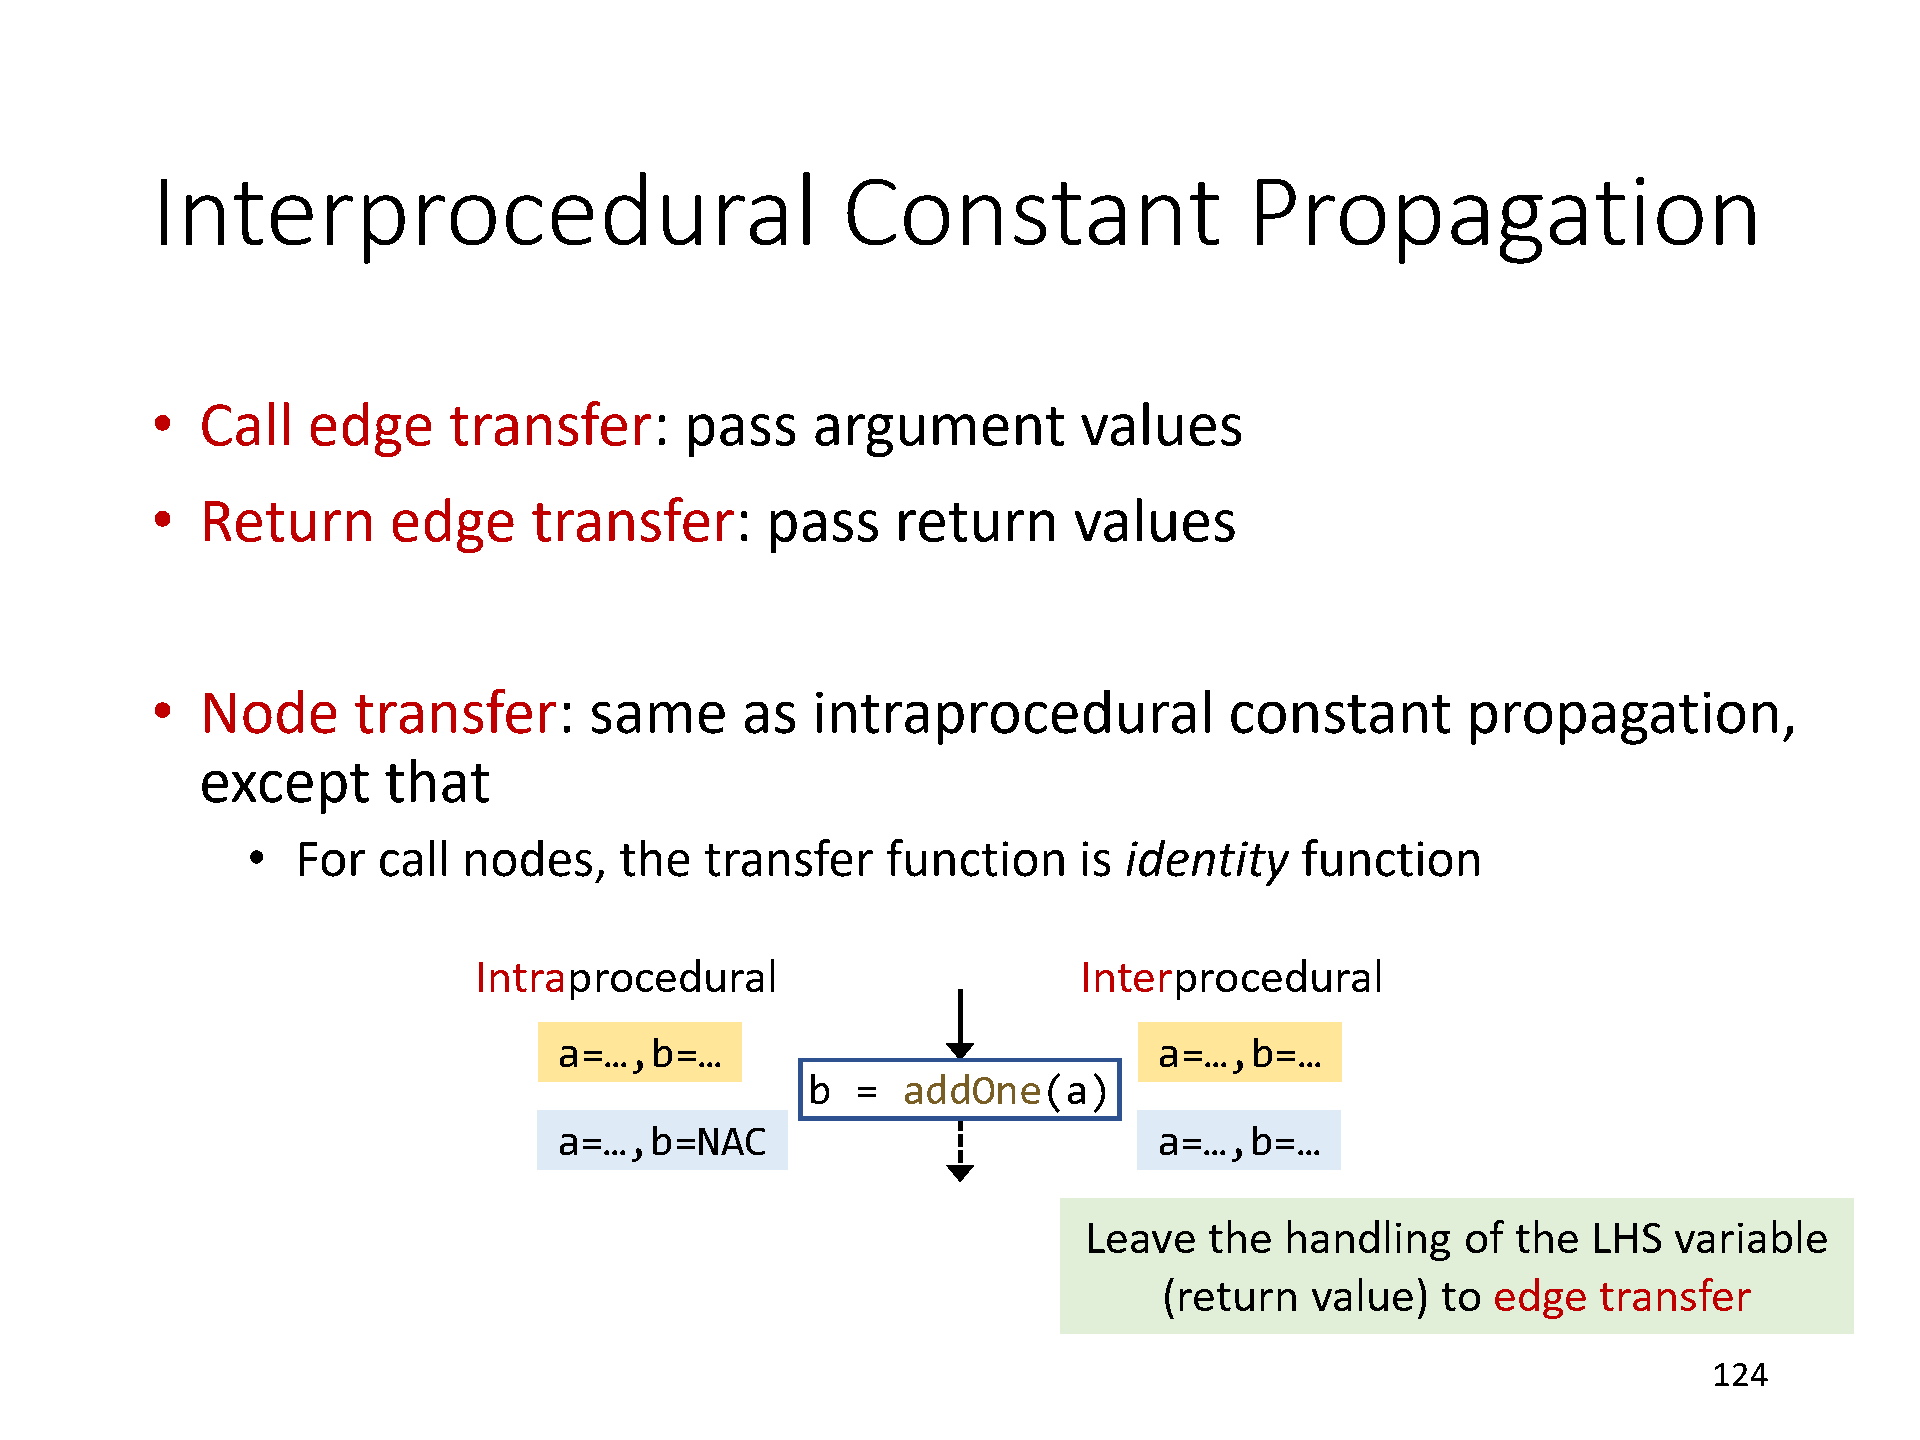 Interprocedural Constant Propagation
• Call edge transfer: pass argument values
• Return edge transfer: pass return values
• Node transfer: same as intraprocedural constant propagation,
except that
• For call nodes, the transfer function is identity function
Intraprocedural
Interprocedural
a=…,b=…
a=…,b=…
b = addOne(a)
a=…,b=NAC
a=…,b=…
Leave the handling of the LHS variable
(return value) to edge transfer
124